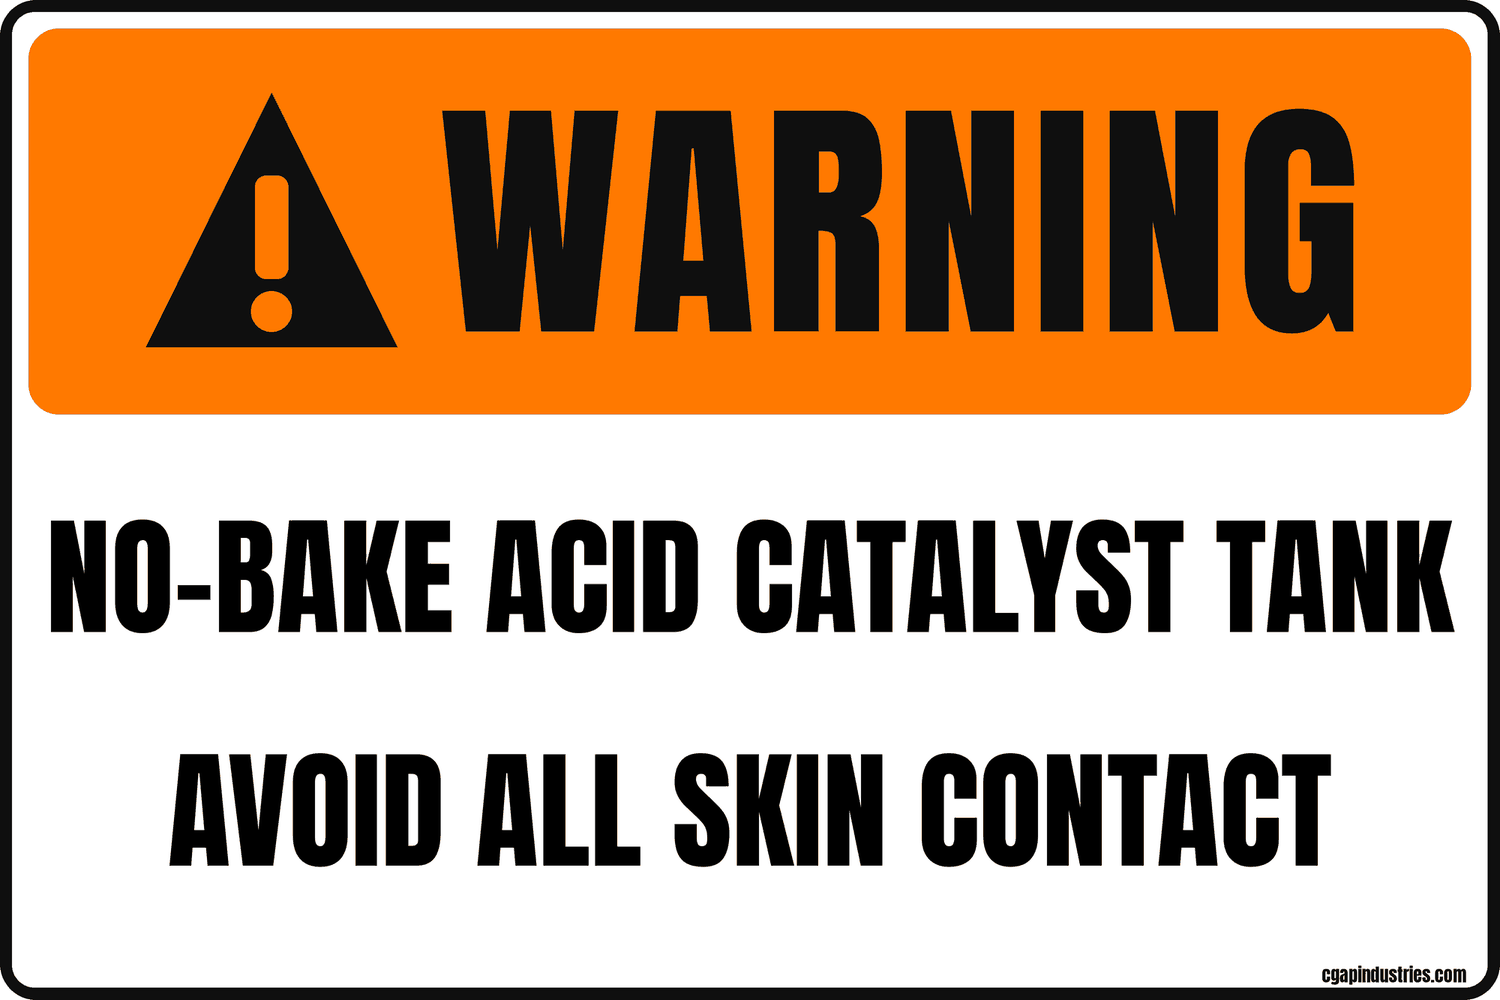 WARNING
NO-BAKE ACID CATALYST TANK
AVOID ALL SKIN CONTACT
cgapindustries.com